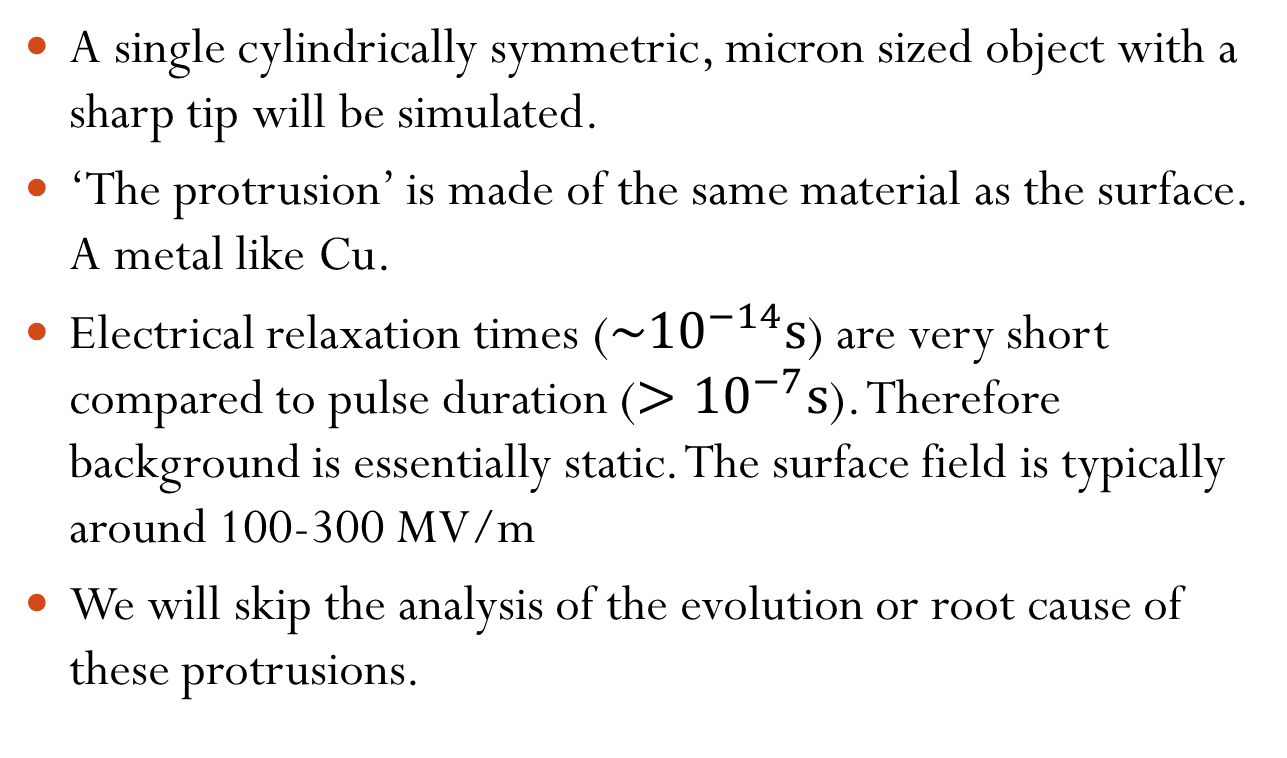 • A single cylindrically symmetric, micron sized object with a
sharp tip will be simulated.
• ‘The protrusion’ is made of the same material as the surface.
A metal like Cu.
• Electrical relaxation times (~10⁻¹⁴s) are very short
compared to pulse duration (> 10⁻⁷s). Therefore
background is essentially static. The surface field is typically
around 100-300 MV/m
• We will skip the analysis of the evolution or root cause of
these protrusions.